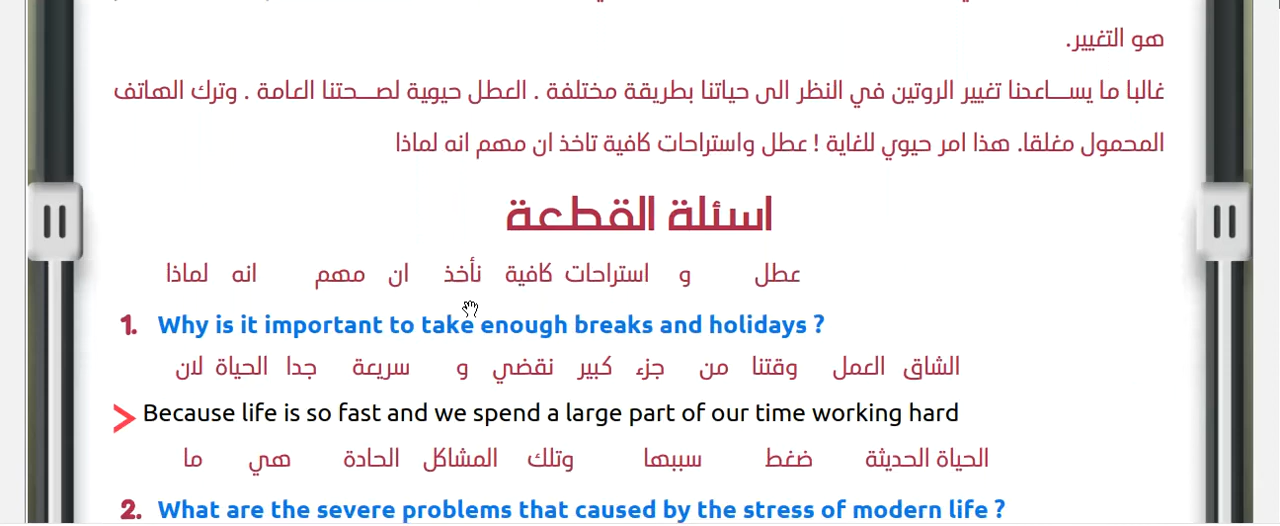 هو التغيير.
غالبا ما يساعدنا تغيير الروتين في النظر الى حياتنا بطريقة مختلفة . العطل حيوية لصحتنا العامة . وترك الهاتف
المحمول مغلقا. هذا امر حيوي للغاية ! عطل واستراحات كافية تاخذ ان مهم انه لماذا
اسئلة القطعة
لماذا انه مهم ان نأخذ كافية استراحات و عطل
1. Why is it important to take enough breaks and holidays ?
لان الحياة جدا سريعة و نقضي كبير جزء من وقتنا العمل الشاق
Because life is so fast and we spend a large part of our time working hard
ما هي الحادة المشاكل وتلك سببها ضغط الحياة الحديثة
2. What are the severe problems that caused by the stress of modern life ?